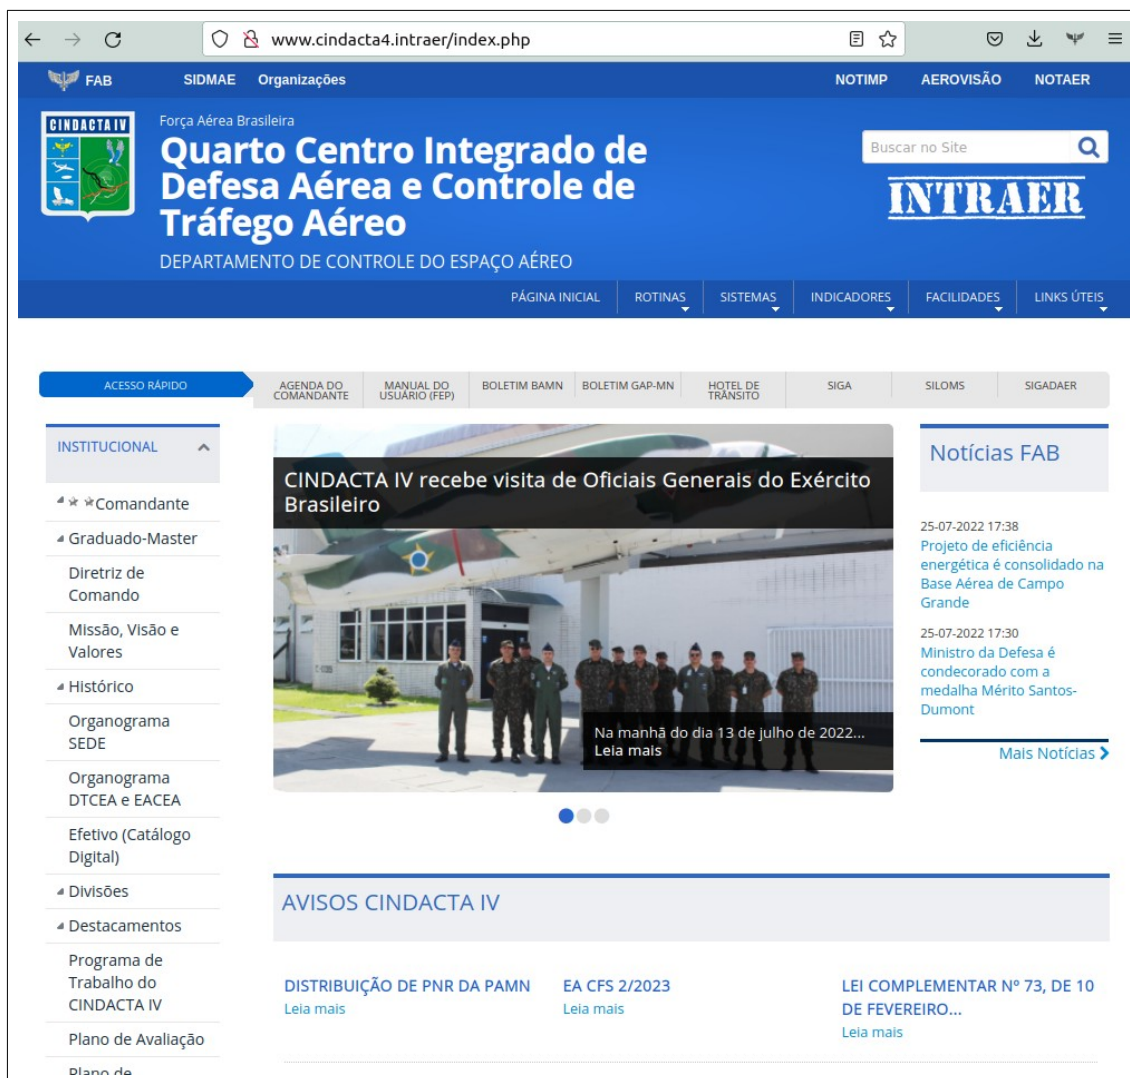 www.cindacta4.intraer/index.php
FAB
SIDMAE
Organizações
NOTIMP
AEROVISÃO
NOTAER
CINDACTA IV
Força Aérea Brasileira
Quarto Centro Integrado de
Defesa Aérea e Controle de
Tráfego Aéreo
DEPARTAMENTO DE CONTROLE DO ESPAÇO AÉREO
Buscar no Site
INTRAER
PÁGINA INICIAL
ROTINAS
SISTEMAS
INDICADORES
FACILIDADES
LINKS ÚTEIS
ACESSO RÁPIDO
AGENDA DO
COMANDANTE
MANUAL DO
USUÁRIO (FEP)
BOLETIM BAMN
BOLETIM GAP-MN
HOTEL DE
TRÂNSITO
SIGA
SILOMS
SIGADAER
INSTITUCIONAL
Comandante
Graduado-Master
Diretriz de
Comando
Missão, Visão e
Valores
Histórico
Organograma
SEDE
Organograma
DTCEA e EACEA
Efetivo (Catálogo
Digital)
Divisões
Destacamentos
Programa de
Trabalho do
CINDACTA IV
Plano de Avaliação
Plano de
CINDACTA IV recebe visita de Oficiais Generais do Exército
Brasileiro
Na manhã do dia 13 de julho de 2022...
Leia mais
Notícias FAB
25-07-2022 17:38
Projeto de eficiência
energética é consolidado na
Base Aérea de Campo
Grande
25-07-2022 17:30
Ministro da Defesa é
condecorado com a
medalha Mérito Santos-
Dumont
Mais Notícias
AVISOS CINDACTA IV
DISTRIBUIÇÃO DE PNR DA PAMN
Leia mais
EA CFS 2/2023
Leia mais
LEI COMPLEMENTAR Nº 73, DE 10
DE FEVEREIRO...
Leia mais